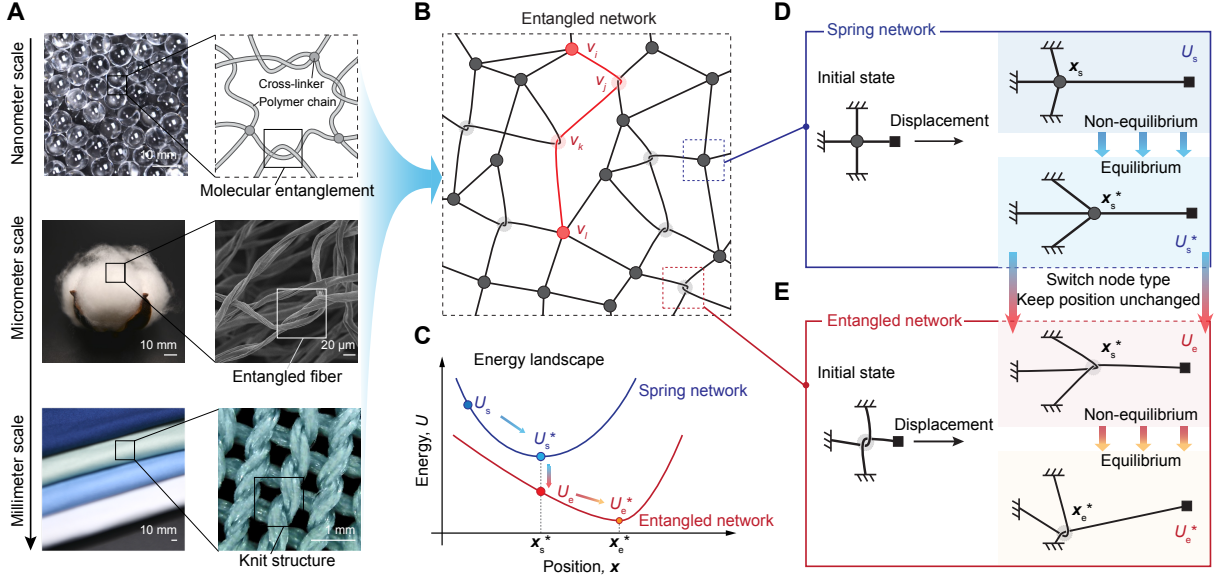 A
Nanometer scale
10 mm
Cross-linker
Polymer chain
Molecular entanglement
Micrometer scale
10 mm
20 µm
Entangled fiber
Millimeter scale
10 mm
1 mm
Knit structure
B
Entangled network
v_i
v_j
v_k
v_l
C
Energy landscape
Energy, U
U_s
U_s*
Spring network
U_e
U_e*
Entangled network
x_s*
x_e*
Position, x
D
Spring network
Initial state
Displacement
x_s
U_s
Non-equilibrium
Equilibrium
x_s*
U_s*
Switch node type
Keep position unchanged
E
Entangled network
Initial state
Displacement
x_s*
U_e
Non-equilibrium
Equilibrium
x_e*
U_e*